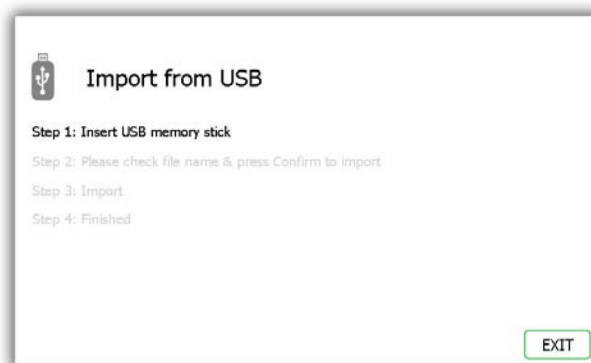 Import from USB
Step 1: Insert USB memory stick
Step 2: Please check file name & press Confirm to import
Step 3: Import
Step 4: Finished
EXIT